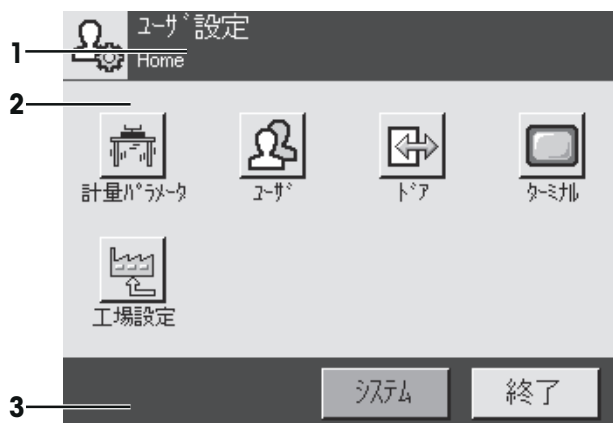 ユーザ設定
1
Home
2
計量パラメータ
ユーザ
ドア
ターミナル
工場設定
3
システム
終了